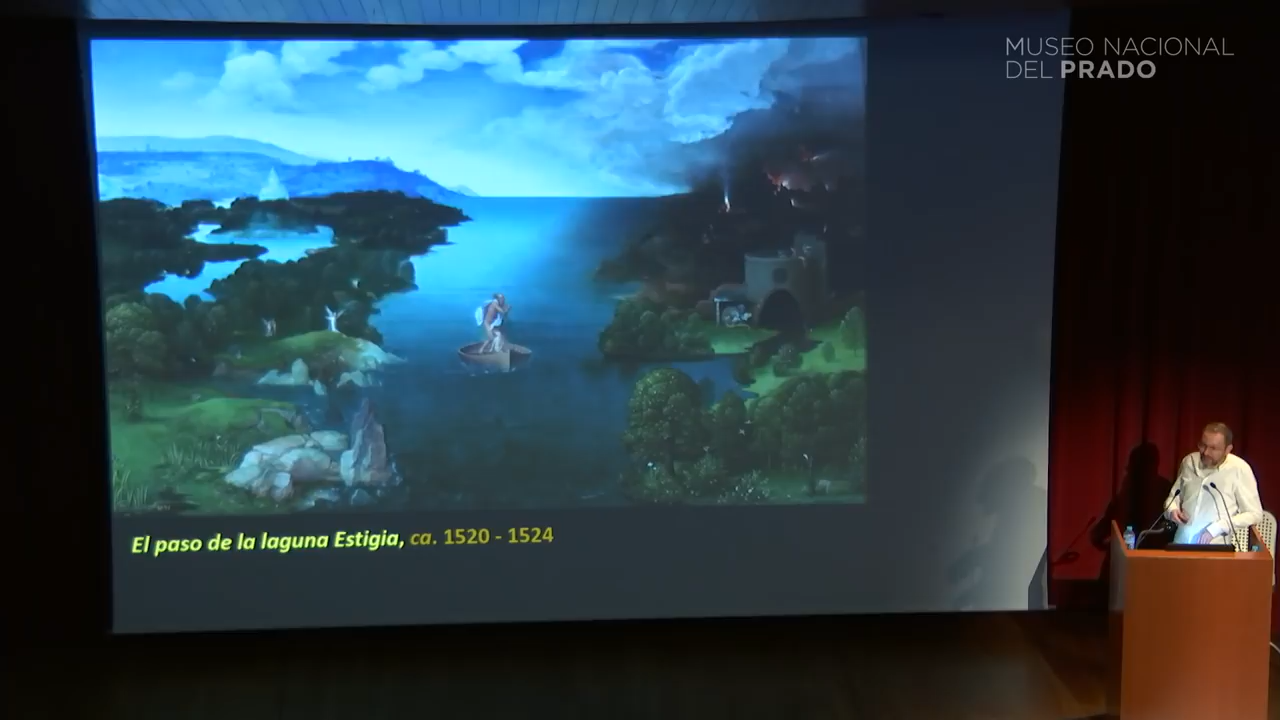 MUSEO NACIONAL
DEL PRADO
El paso de la laguna Estigia, ca. 1520 - 1524